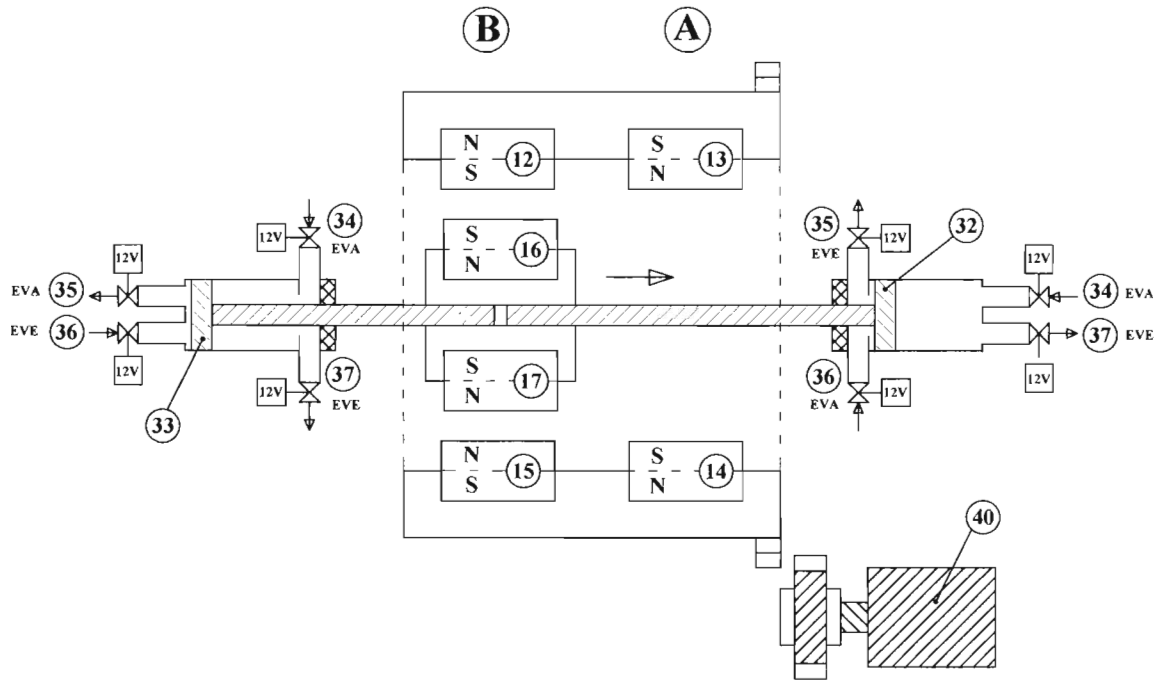 B A
N
S 12
S
N 13
34
EVA
12V
S
N 16
35
EVE
12V
32
12V
12V
EVA 35
EVE 36
34
EVA
37
EVE
12V
12V
12V
37
EVE
33
S
N 17
36
EVA
12V
N
S 15
S
N 14
40